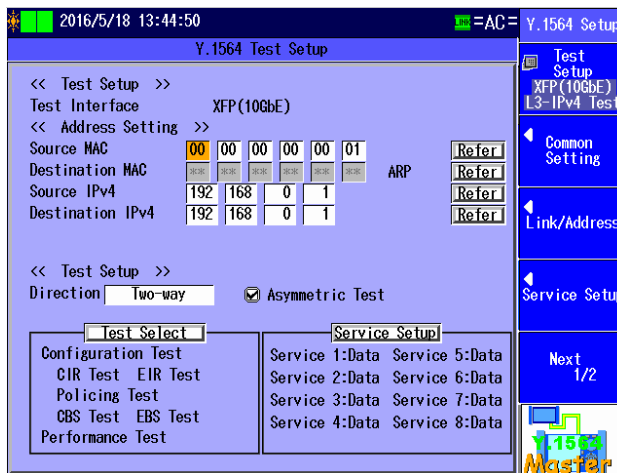 2016/5/18 13:44:50
LINK =AC=
Y.1564 Test Setup
<< Test Setup >>
Test Interface XFP(10GbE)
<< Address Setting >>
Source MAC 00 00 00 00 00 01 Refer
Destination MAC ** ** ** ** ** ** ARP Refer
Source IPv4 192 168 0 1 Refer
Destination IPv4 192 168 0 1 Refer
<< Test Setup >>
Direction Two-way Asymmetric Test
Test Select
Configuration Test
CIR Test EIR Test
Policing Test
CBS Test EBS Test
Performance Test
Service Setup
Service 1:Data Service 5:Data
Service 2:Data Service 6:Data
Service 3:Data Service 7:Data
Service 4:Data Service 8:Data
Y.1564 Setup
Test
Setup
XFP(10GbE)
L3-IPv4 Test
Common
Setting
Link/Address
Service Setu
Next
1/2
Y.1564
Master